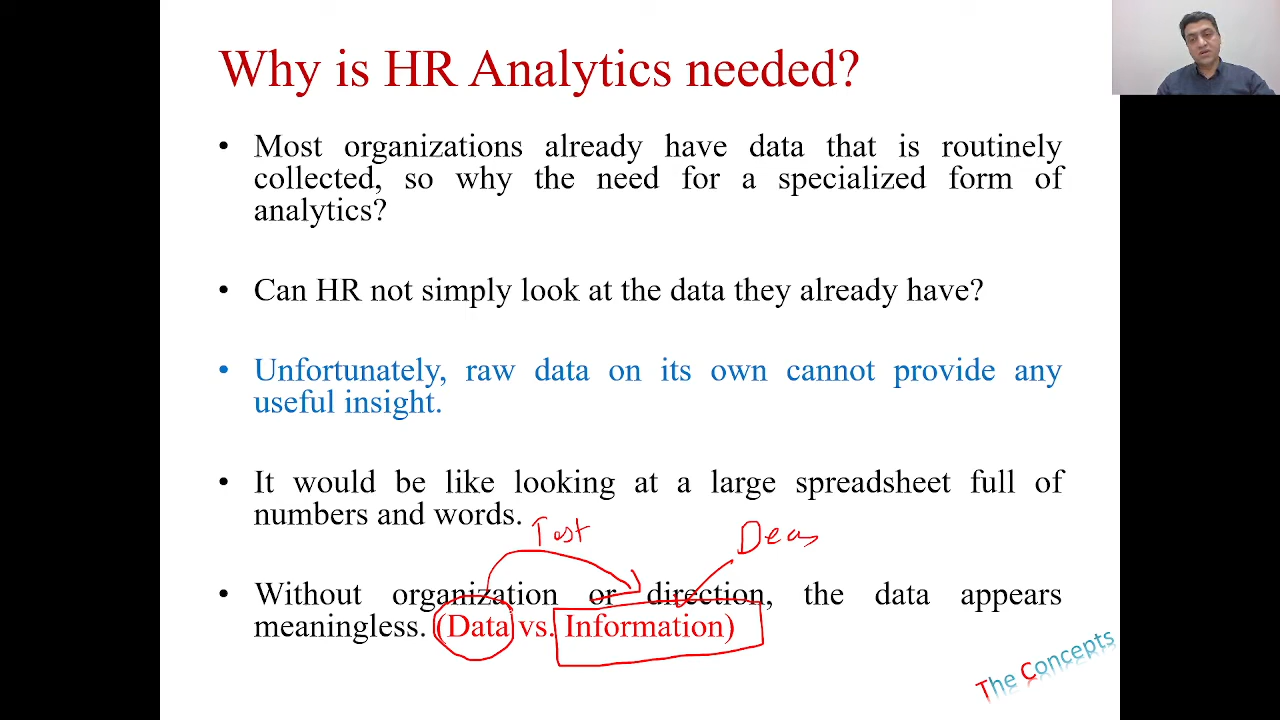 Why is HR Analytics needed?
• Most organizations already have data that is routinely
collected, so why the need for a specialized form of
analytics?
• Can HR not simply look at the data they already have?
• Unfortunately, raw data on its own cannot provide any
useful insight.
• It would be like looking at a large spreadsheet full of
numbers and words.
Test
• Without organization or direction, the data appears
meaningless. (Data vs. Information)
The Concepts